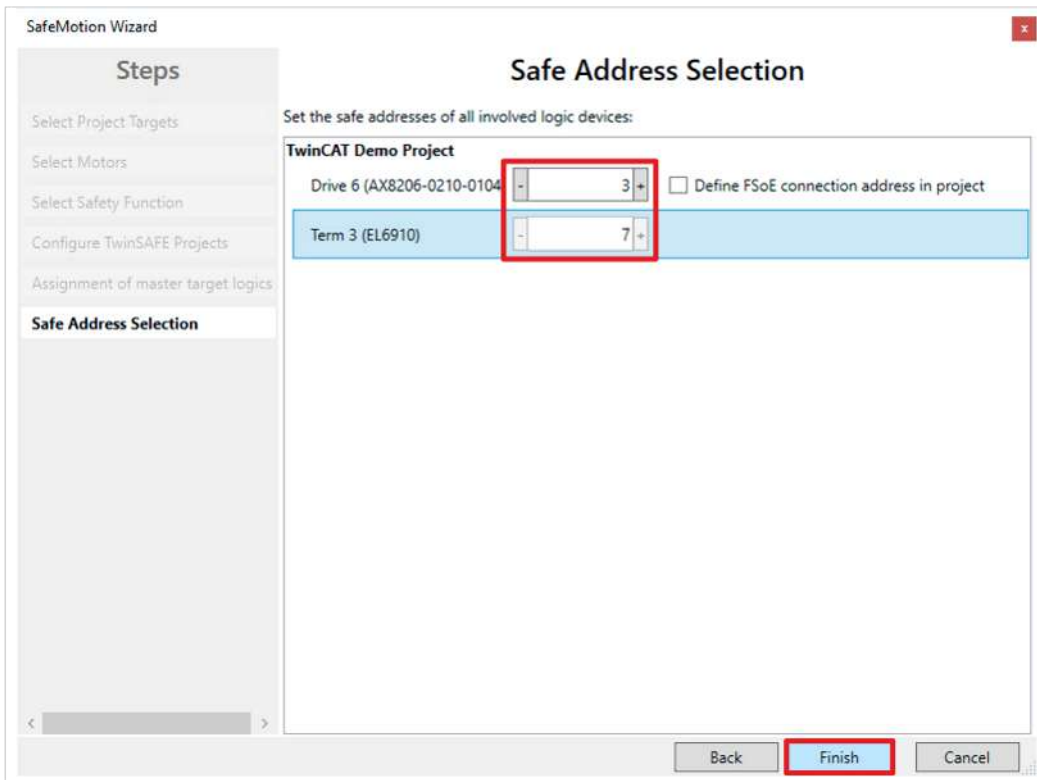 SafeMotion Wizard
x
Steps
Safe Address Selection
Select Project Targets
Set the safe addresses of all involved logic devices:
TwinCAT Demo Project
Select Motors
Drive 6 (AX8206-0210-0104 - 3 + Define FSoE connection address in project
Select Safety Function
Term 3 (EL6910) - 7 +
Configure TwinSAFE Projects
Assignment of master target logics
Safe Address Selection
< >
Back Finish Cancel